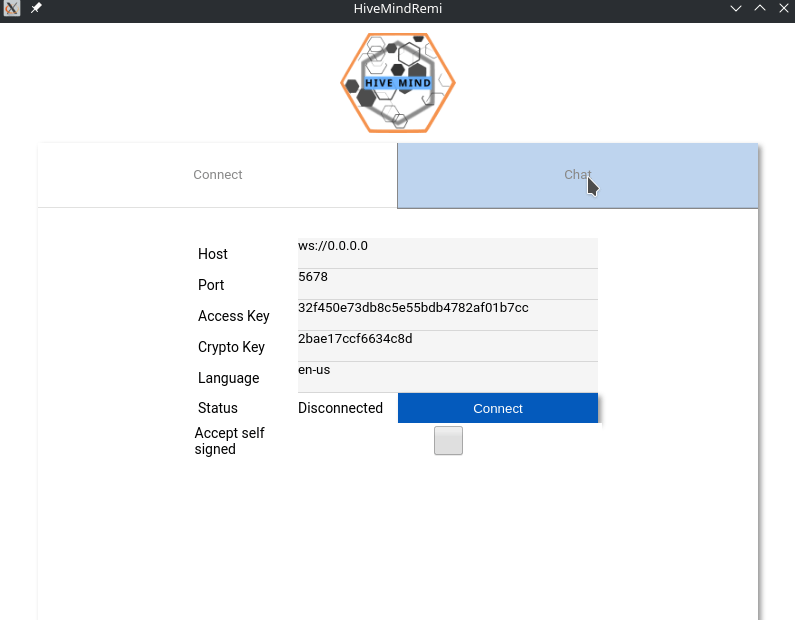 HiveMindRemi
HIVE MIND
Connect
Chat
Host
ws://0.0.0.0
Port
5678
Access Key
32f450e73db8c5e55bdb4782af01b7cc
Crypto Key
2bae17ccf6634c8d
Language
en-us
Status
Disconnected
Connect
Accept self
signed